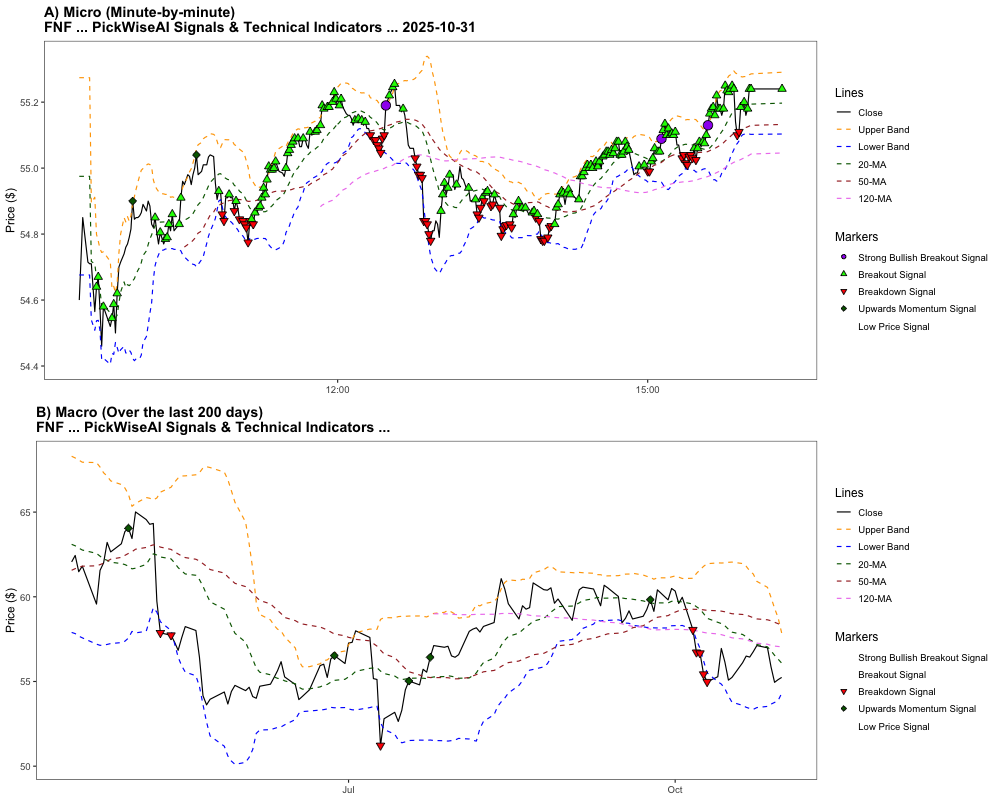 A) Micro (Minute-by-minute)
FNF ... PickWiseAI Signals & Technical Indicators ... 2025-10-31
Price ($)
55.2
55.0
54.8
54.6
54.4
12:00
15:00
Lines
Close
Upper Band
Lower Band
20-MA
50-MA
120-MA
Markers
Strong Bullish Breakout Signal
Breakout Signal
Breakdown Signal
Upwards Momentum Signal
Low Price Signal
B) Macro (Over the last 200 days)
FNF ... PickWiseAI Signals & Technical Indicators ...
Price ($)
65
60
55
50
Jul
Oct
Lines
Close
Upper Band
Lower Band
20-MA
50-MA
120-MA
Markers
Strong Bullish Breakout Signal
Breakout Signal
Breakdown Signal
Upwards Momentum Signal
Low Price Signal